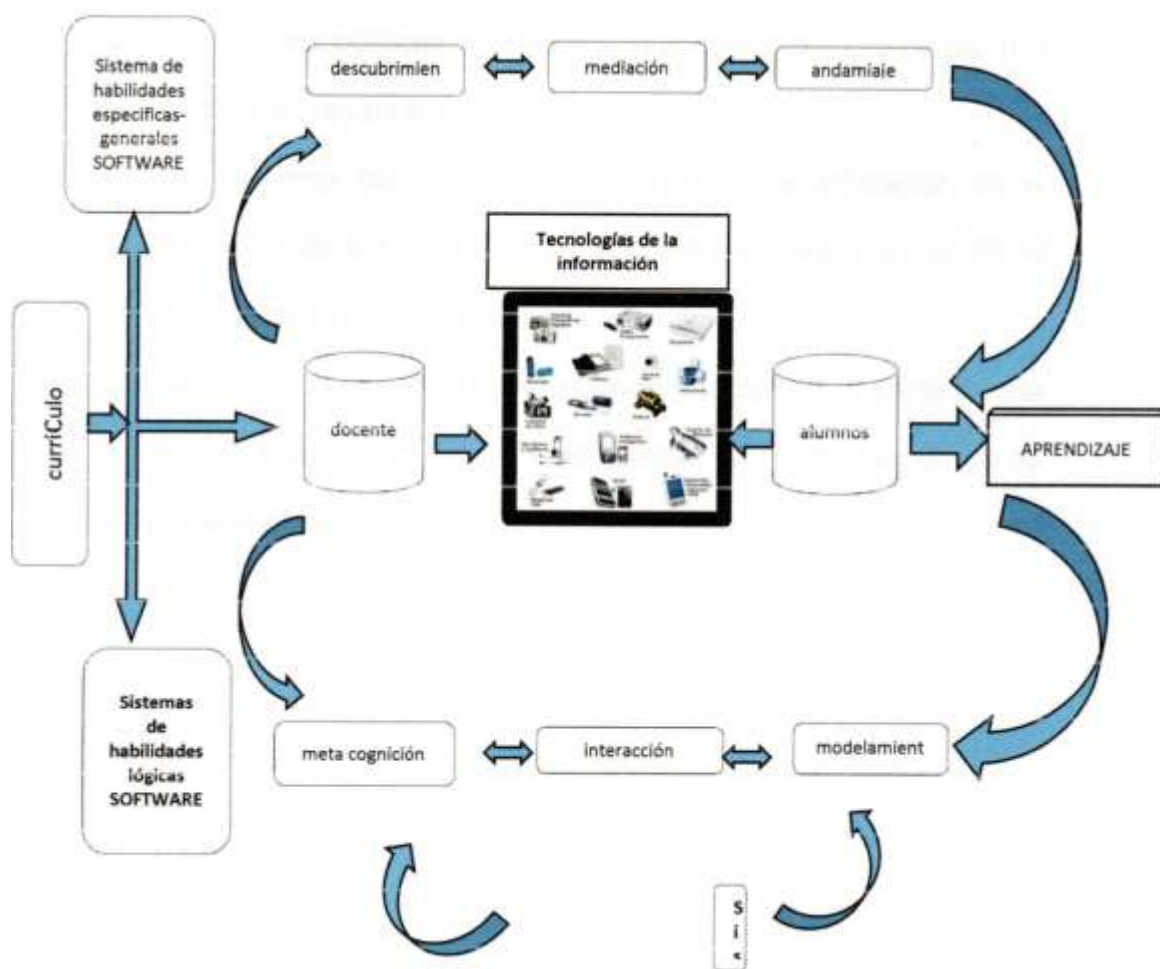 Sistema de
habilidades
especificas-
generales
SOFTWARE
descubrimien
mediación
andamiaje
Tecnologías de la
información
curríCulo
docente
alumnos
APRENDIZAJE
Sistemas
de
habilidades
lógicas
SOFTWARE
meta cognición
interacción
modelamient
S
i
s